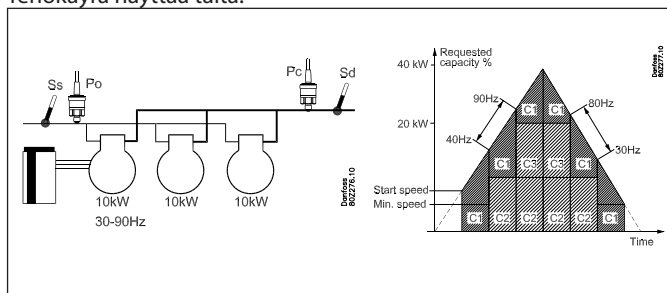 Tehokäyrä näyttää tältä:
Ss
Po
Pc
Sd
10kW
10kW
10kW
30-90Hz
Danfoss
80Z276.10
40 kW
Requested
capacity %
Danfoss
80Z277.10
90Hz
80Hz
C1
C1
20 kW
40Hz
30Hz
C1
C3
C3
C1
Start speed
Min. speed
C1
C2
C2
C2
C2
C1
Time